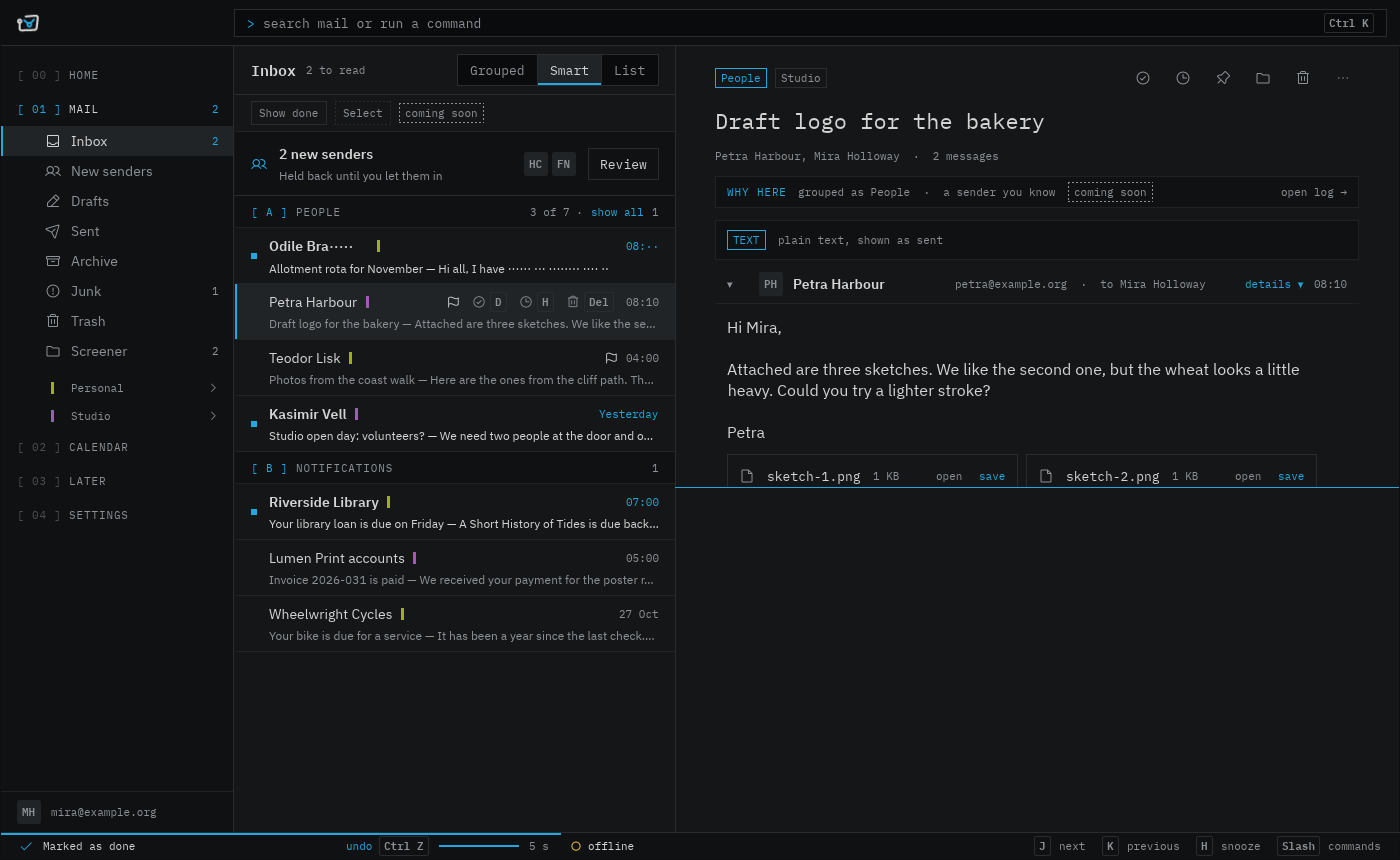 > search mail or run a command Ctrl K
[ 00 ] HOME
[ 01 ] MAIL 2
Inbox 2
New senders
Drafts
Sent
Archive
Junk 1
Trash
Screener 2
Personal
Studio
[ 02 ] CALENDAR
[ 03 ] LATER
[ 04 ] SETTINGS
MH mira@example.org
Inbox 2 to read Grouped Smart List
Show done Select coming soon
2 new senders
Held back until you let them in
HC FN Review
[ A ] PEOPLE 3 of 7 · show all 1
Odile Bra····· 08:··
Allotment rota for November — Hi all, I have ······ ··· ········ ···· ··
Petra Harbour D H Del 08:10
Draft logo for the bakery — Attached are three sketches. We like the se…
Teodor Lisk 04:00
Photos from the coast walk — Here are the ones from the cliff path. Th…
Kasimir Vell Yesterday
Studio open day: volunteers? — We need two people at the door and o…
[ B ] NOTIFICATIONS 1
Riverside Library 07:00
Your library loan is due on Friday — A Short History of Tides is due back…
Lumen Print accounts 05:00
Invoice 2026-031 is paid — We received your payment for the poster r…
Wheelwright Cycles 27 Oct
Your bike is due for a service — It has been a year since the last check.…
People Studio ···
Draft logo for the bakery
Petra Harbour, Mira Holloway · 2 messages
WHY HERE grouped as People · a sender you know coming soon open log →
TEXT plain text, shown as sent
▾ PH Petra Harbour petra@example.org · to Mira Holloway details ▾ 08:10
Hi Mira,
Attached are three sketches. We like the second one, but the wheat looks a little
heavy. Could you try a lighter stroke?
Petra
sketch-1.png 1 KB open save sketch-2.png 1 KB open save
Marked as done undo Ctrl Z 5 s offline J next K previous H snooze Slash commands